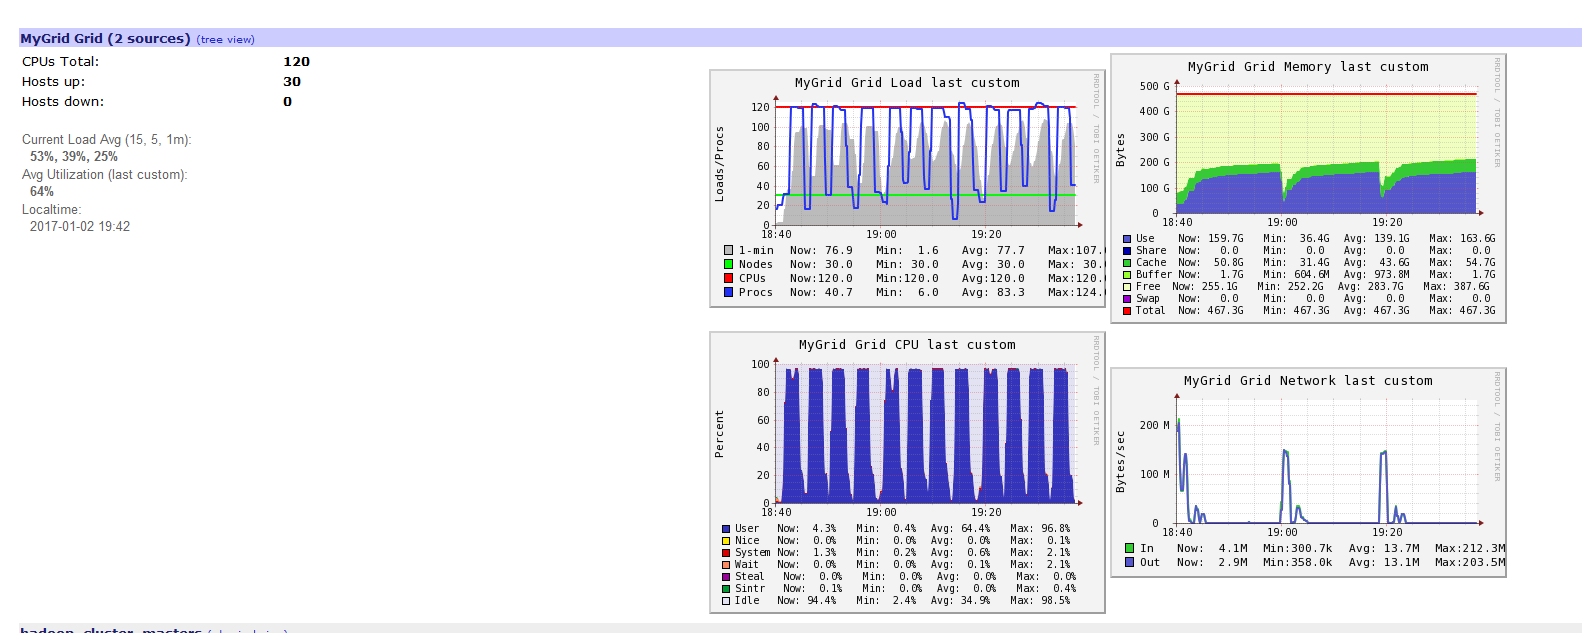 MyGrid Grid (2 sources) (tree view)
CPUs Total: 120
Hosts up: 30
Hosts down: 0
Current Load Avg (15, 5, 1m):
53%, 39%, 25%
Avg Utilization (last custom):
64%
Localtime:
2017-01-02 19:42
MyGrid Grid Load last custom
RRDTOOL / TOBI OETIKER
Loads/Procs
120
100
80
60
40
20
0
18:40 19:00 19:20
1-min Now: 76.9 Min: 1.6 Avg: 77.7 Max:107.
Nodes Now: 30.0 Min: 30.0 Avg: 30.0 Max: 30.
CPUs Now:120.0 Min:120.0 Avg:120.0 Max:120.
Procs Now: 40.7 Min: 6.0 Avg: 83.3 Max:124.
MyGrid Grid Memory last custom
RRDTOOL / TOBI OETIKER
Bytes
500 G
400 G
300 G
200 G
100 G
0
18:40 19:00 19:20
Use Now: 159.7G Min: 36.4G Avg: 139.1G Max: 163.6G
Share Now: 0.0 Min: 0.0 Avg: 0.0 Max: 0.0
Cache Now: 50.8G Min: 31.4G Avg: 43.6G Max: 54.7G
Buffer Now: 1.7G Min: 604.6M Avg: 973.8M Max: 1.7G
Free Now: 255.1G Min: 252.2G Avg: 283.7G Max: 387.6G
Swap Now: 0.0 Min: 0.0 Avg: 0.0 Max: 0.0
Total Now: 467.3G Min: 467.3G Avg: 467.3G Max: 467.3G
MyGrid Grid CPU last custom
RRDTOOL / TOBI OETIKER
Percent
100
80
60
40
20
0
18:40 19:00 19:20
User Now: 4.3% Min: 0.4% Avg: 64.4% Max: 96.8%
Nice Now: 0.0% Min: 0.0% Avg: 0.0% Max: 0.1%
System Now: 1.3% Min: 0.2% Avg: 0.6% Max: 2.1%
Wait Now: 0.0% Min: 0.0% Avg: 0.1% Max: 2.1%
Steal Now: 0.0% Min: 0.0% Avg: 0.0% Max: 0.0%
Sintr Now: 0.1% Min: 0.0% Avg: 0.0% Max: 0.4%
Idle Now: 94.4% Min: 2.4% Avg: 34.9% Max: 98.5%
MyGrid Grid Network last custom
RRDTOOL / TOBI OETIKER
Bytes/sec
200 M
100 M
0
18:40 19:00 19:20
In Now: 4.1M Min:300.7k Avg: 13.7M Max:212.3M
Out Now: 2.9M Min:358.0k Avg: 13.1M Max:203.5M
hadoop_cluster_masters